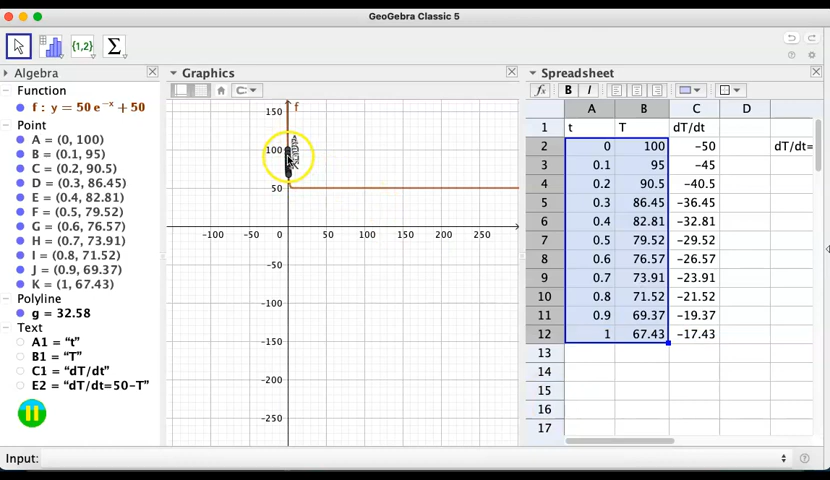 GeoGebra Classic 5
{1,2} Σ
Algebra
Function
f : y = 50 e^−x + 50
Point
A = (0, 100)
B = (0.1, 95)
C = (0.2, 90.5)
D = (0.3, 86.45)
E = (0.4, 82.81)
F = (0.5, 79.52)
G = (0.6, 76.57)
H = (0.7, 73.91)
I = (0.8, 71.52)
J = (0.9, 69.37)
K = (1, 67.43)
Polyline
g = 32.58
Text
A1 = “t”
B1 = “T”
C1 = “dT/dt”
E2 = “dT/dt=50-T”
Graphics
f
150
100
50
-100 -50 0 50 100 150 200 250
-50
-100
-150
-200
-250
Spreadsheet
fx B I
A B C D
1 t T dT/dt
2 0 100 −50 dT/dt=
3 0.1 95 −45
4 0.2 90.5 −40.5
5 0.3 86.45 −36.45
6 0.4 82.81 −32.81
7 0.5 79.52 −29.52
8 0.6 76.57 −26.57
9 0.7 73.91 −23.91
10 0.8 71.52 −21.52
11 0.9 69.37 −19.37
12 1 67.43 −17.43
13
14
15
16
17
Input: